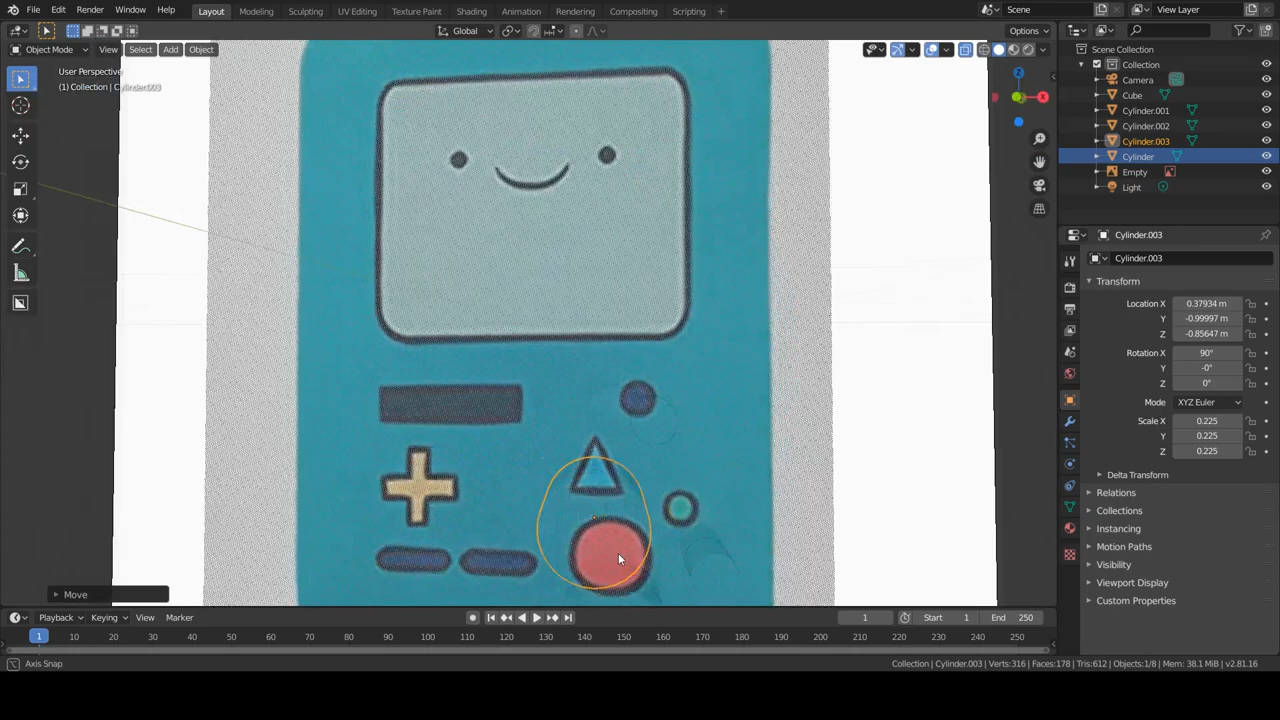 File Edit Render Window Help Layout Modeling Sculpting UV Editing Texture Paint Shading Animation Rendering Compositing Scripting + Scene View Layer
Global Options
Object Mode View Select Add Object
User Perspective
(1) Collection | Cylinder.003
X
Scene Collection
Collection
Camera
Cube
Cylinder.001
Cylinder.002
Cylinder.003
Cylinder
Empty
Light
Cylinder.003
Cylinder.003
Transform
Location X 0.37934 m
Y -0.99997 m
Z -0.85647 m
Rotation X 90°
Y -0°
Z 0°
Mode XYZ Euler
Scale X 0.225
Y 0.225
Z 0.225
Delta Transform
Relations
Collections
Instancing
Motion Paths
Visibility
Viewport Display
Custom Properties
Move
Playback Keying View Marker 1 Start 1 End 250
1 10 20 30 40 50 60 70 80 90 100 110 120 130 140 150 160 170 180 190 200 210 220 230 240 250
Axis Snap Collection | Cylinder.003 | Verts:316 | Faces:178 | Tris:612 | Objects:1/8 | Mem: 38.1 MiB | v2.81.16